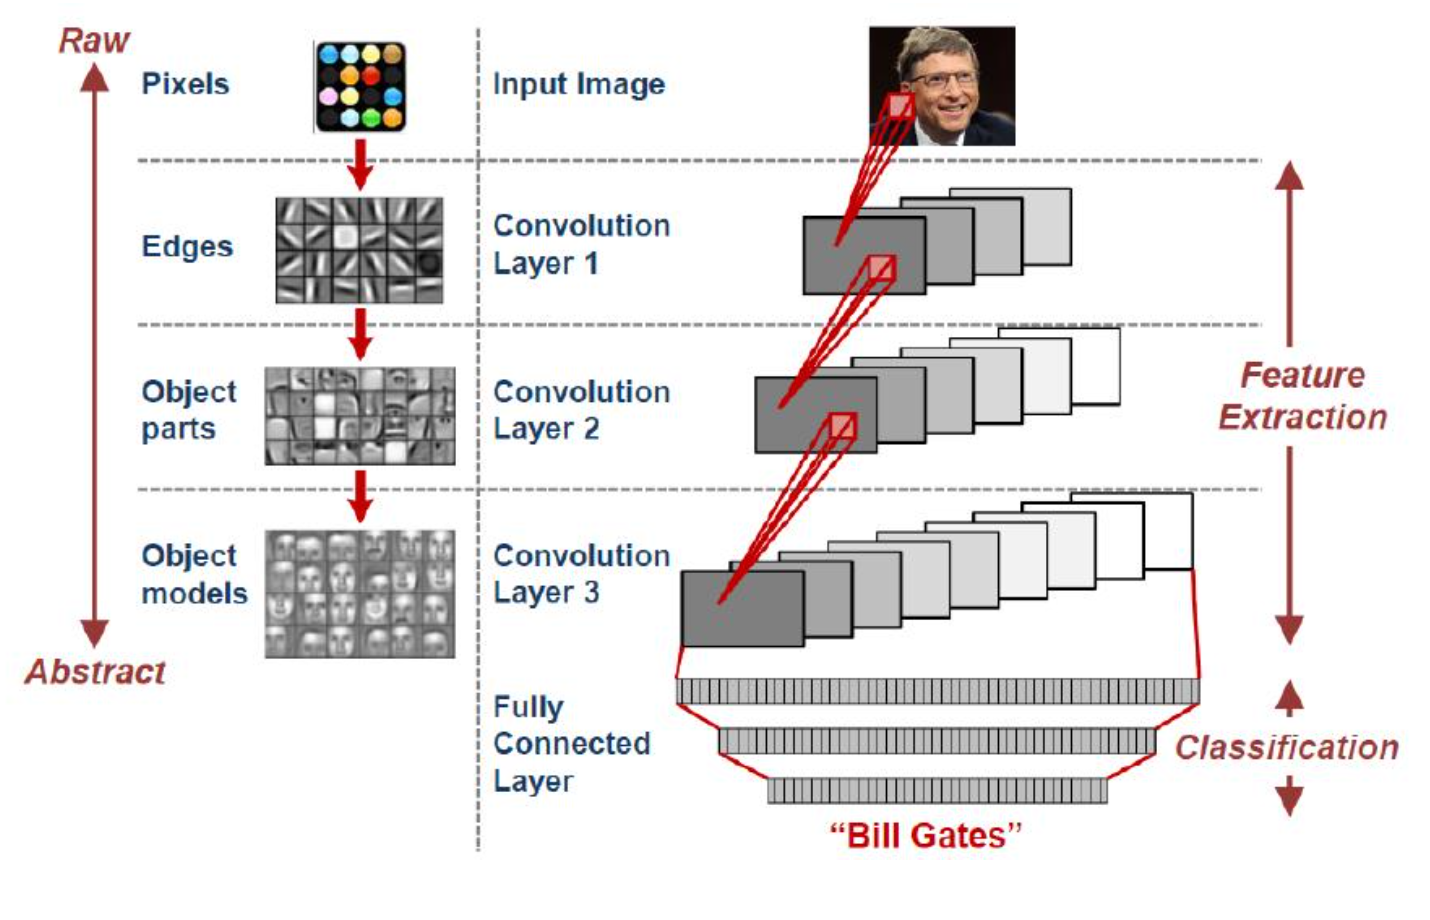 Raw
Pixels
Input Image
Edges
Convolution
Layer 1
Object
parts
Convolution
Layer 2
Feature
Extraction
Object
models
Convolution
Layer 3
Abstract
Fully
Connected
Layer
Classification
“Bill Gates”